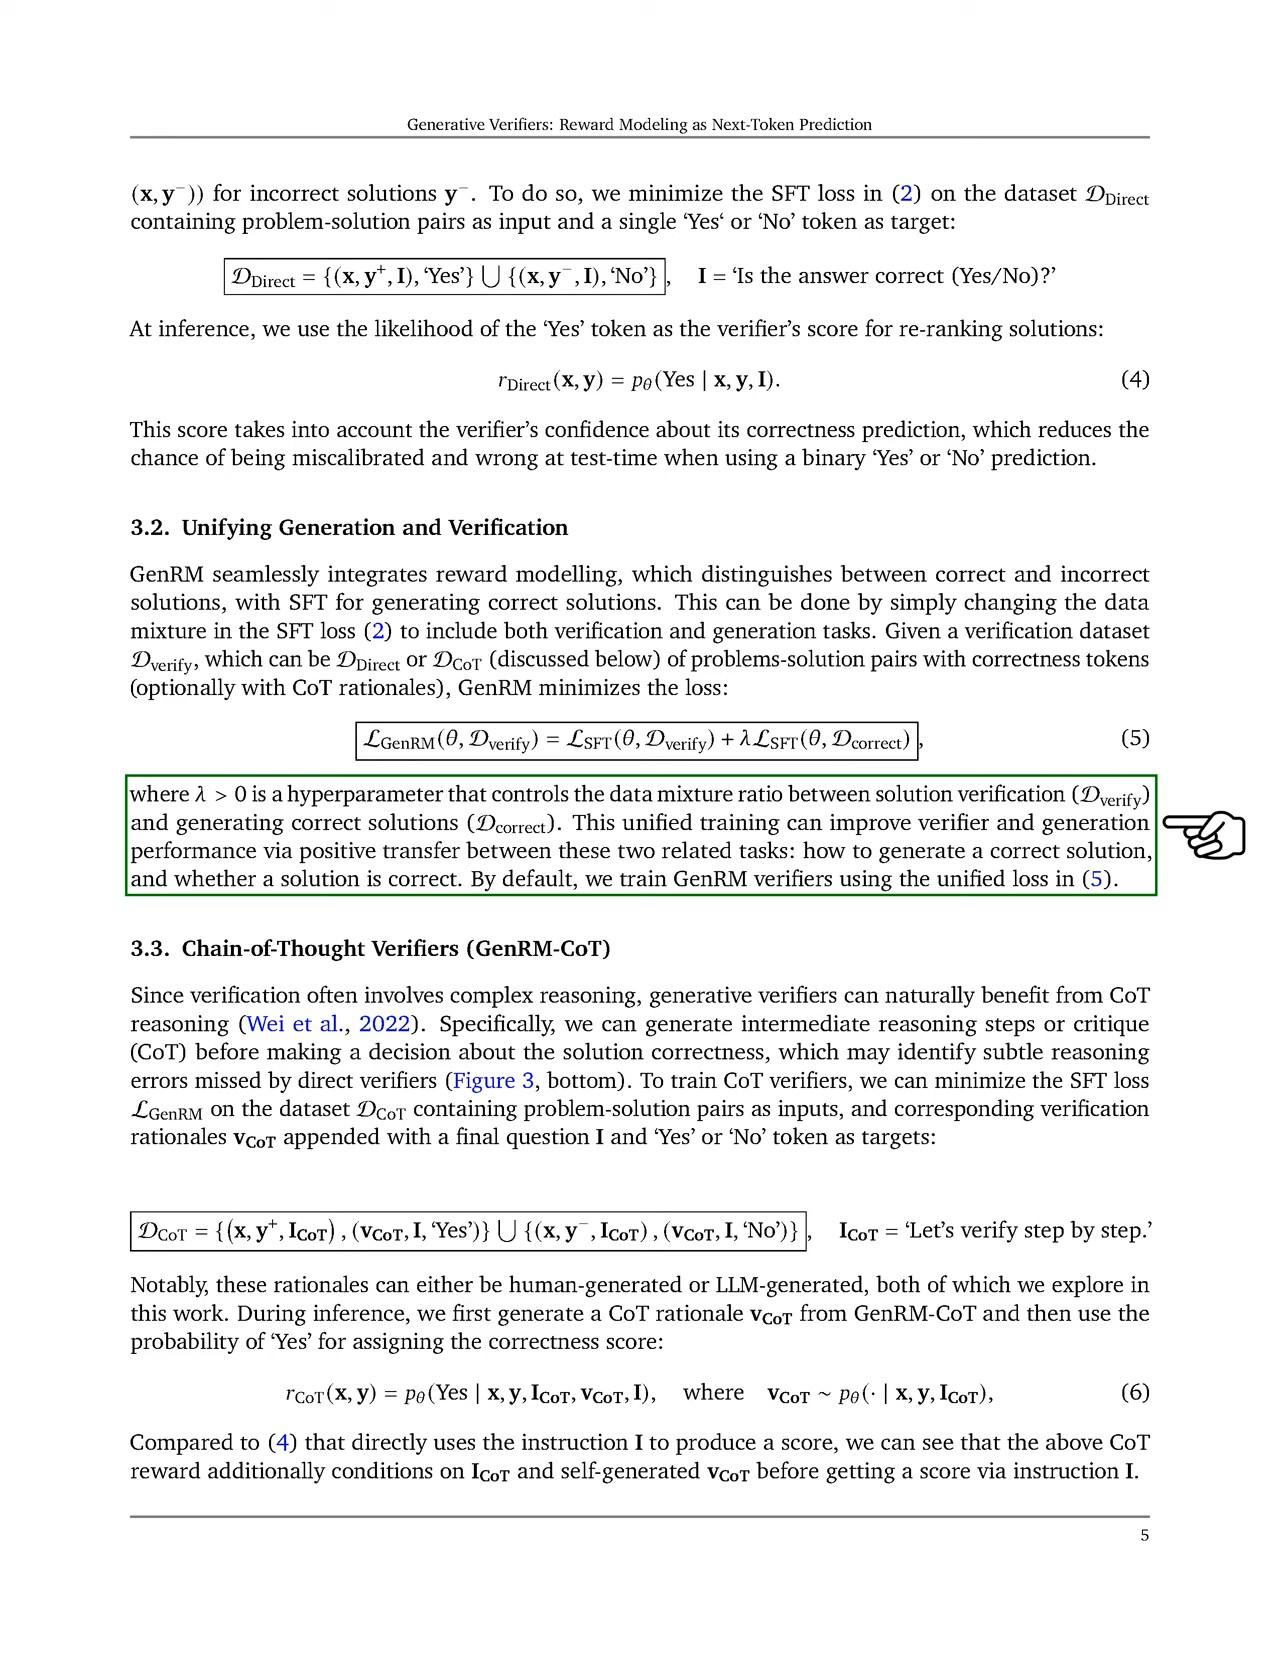 Generative Verifiers: Reward Modeling as Next-Token Prediction
(x, y⁻)) for incorrect solutions y⁻. To do so, we minimize the SFT loss in (2) on the dataset 𝒟Direct
containing problem-solution pairs as input and a single ‘Yes‘ or ‘No’ token as target:
𝒟Direct = {(x, y⁺, I), ‘Yes’} ⋃ {(x, y⁻, I), ‘No’} , I = ‘Is the answer correct (Yes/No)?’
At inference, we use the likelihood of the ‘Yes’ token as the verifier’s score for re-ranking solutions:
rDirect(x, y) = pθ(Yes | x, y, I). (4)
This score takes into account the verifier’s confidence about its correctness prediction, which reduces the
chance of being miscalibrated and wrong at test-time when using a binary ‘Yes’ or ‘No’ prediction.
3.2. Unifying Generation and Verification
GenRM seamlessly integrates reward modelling, which distinguishes between correct and incorrect
solutions, with SFT for generating correct solutions. This can be done by simply changing the data
mixture in the SFT loss (2) to include both verification and generation tasks. Given a verification dataset
𝒟verify, which can be 𝒟Direct or 𝒟CoT (discussed below) of problems-solution pairs with correctness tokens
(optionally with CoT rationales), GenRM minimizes the loss:
ℒGenRM(θ, 𝒟verify) = ℒSFT(θ, 𝒟verify) + λℒSFT(θ, 𝒟correct) , (5)
where λ > 0 is a hyperparameter that controls the data mixture ratio between solution verification (𝒟verify)
and generating correct solutions (𝒟correct). This unified training can improve verifier and generation
performance via positive transfer between these two related tasks: how to generate a correct solution,
and whether a solution is correct. By default, we train GenRM verifiers using the unified loss in (5).
3.3. Chain-of-Thought Verifiers (GenRM-CoT)
Since verification often involves complex reasoning, generative verifiers can naturally benefit from CoT
reasoning (Wei et al., 2022). Specifically, we can generate intermediate reasoning steps or critique
(CoT) before making a decision about the solution correctness, which may identify subtle reasoning
errors missed by direct verifiers (Figure 3, bottom). To train CoT verifiers, we can minimize the SFT loss
ℒGenRM on the dataset 𝒟CoT containing problem-solution pairs as inputs, and corresponding verification
rationales vCoT appended with a final question I and ‘Yes’ or ‘No’ token as targets:
𝒟CoT = {(x, y⁺, ICoT) , (vCoT, I, ‘Yes’)} ⋃ {(x, y⁻, ICoT) , (vCoT, I, ‘No’)} , ICoT = ‘Let’s verify step by step.’
Notably, these rationales can either be human-generated or LLM-generated, both of which we explore in
this work. During inference, we first generate a CoT rationale vCoT from GenRM-CoT and then use the
probability of ‘Yes’ for assigning the correctness score:
rCoT(x, y) = pθ(Yes | x, y, ICoT, vCoT, I), where vCoT ∼ pθ(· | x, y, ICoT), (6)
Compared to (4) that directly uses the instruction I to produce a score, we can see that the above CoT
reward additionally conditions on ICoT and self-generated vCoT before getting a score via instruction I.
5